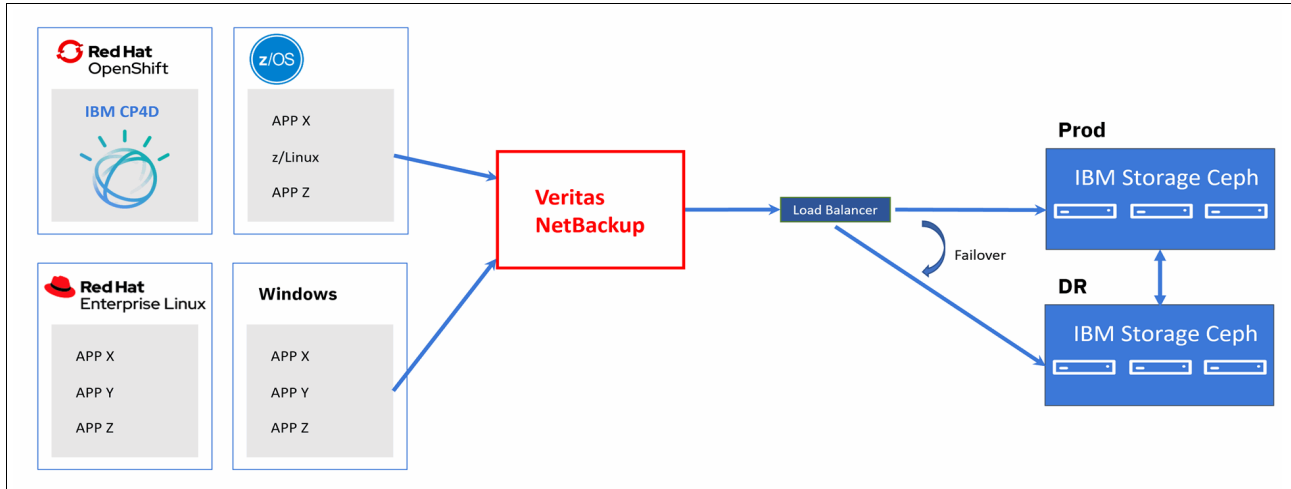 Red Hat
OpenShift
IBM CP4D
z/OS
APP X
z/Linux
APP Z
Red Hat
Enterprise Linux
APP X
APP Y
APP Z
Windows
APP X
APP Y
APP Z
Veritas
NetBackup
Load Balancer
Failover
Prod
IBM Storage Ceph
DR
IBM Storage Ceph